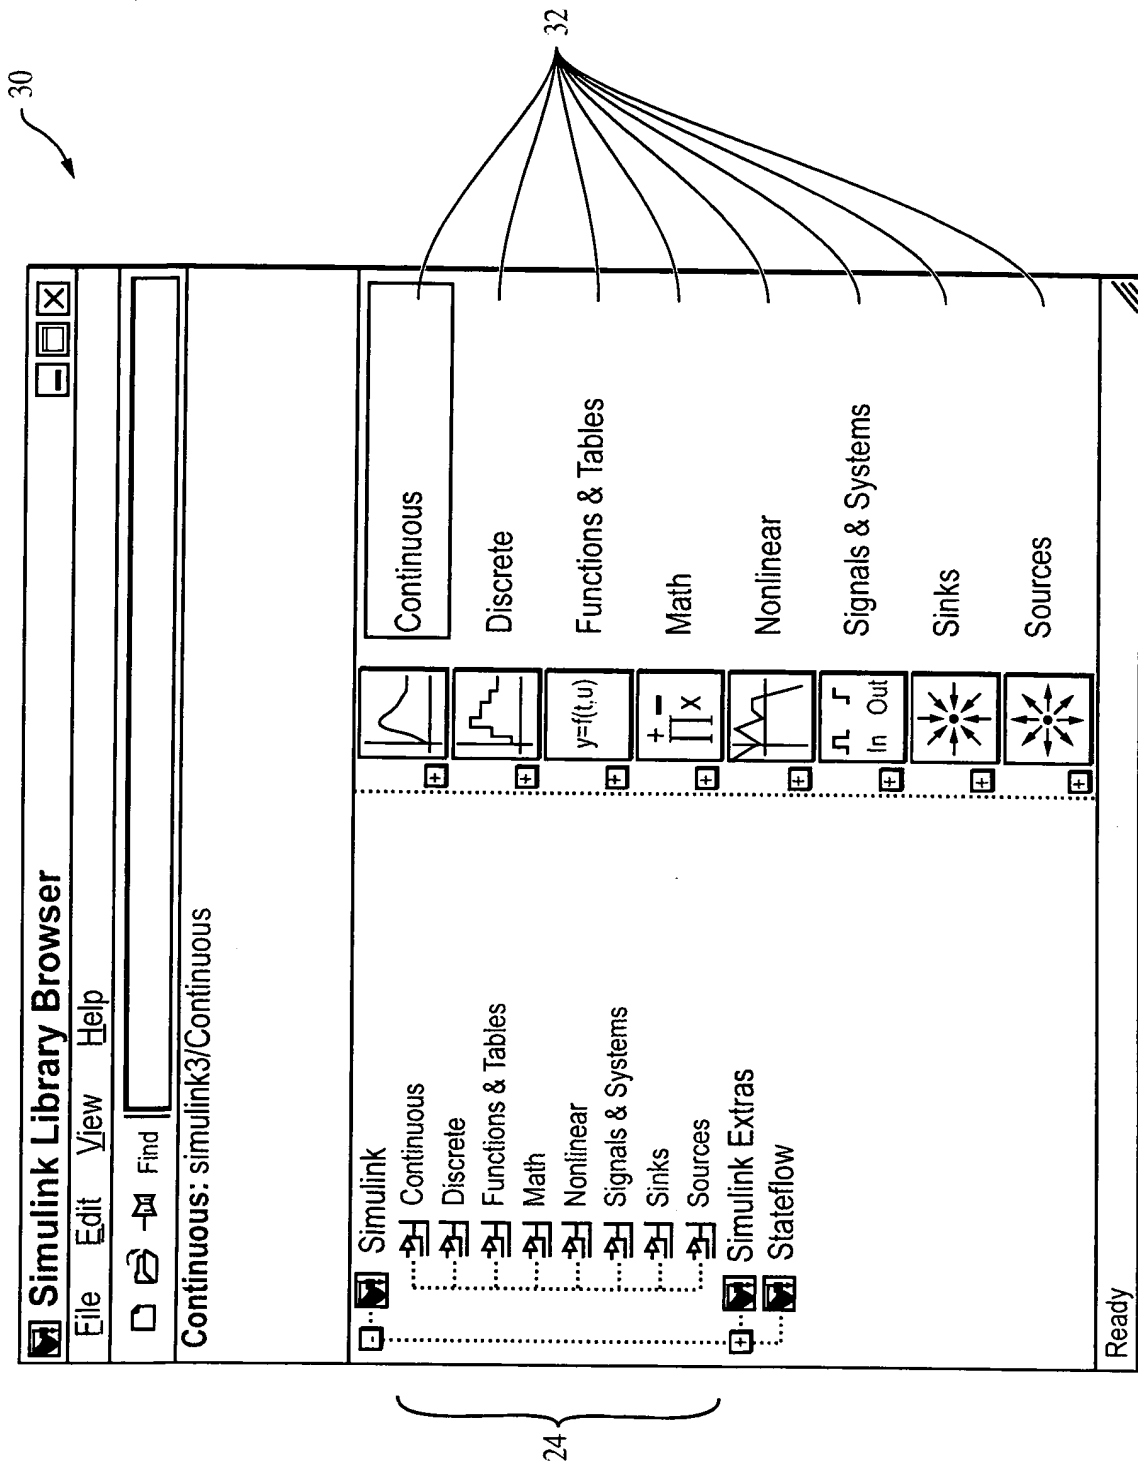 30
Simulink Library Browser
File Edit View Help
Find
Continuous: simulink3/Continuous
Simulink
Continuous
Discrete
Functions & Tables
Math
Nonlinear
Signals & Systems
Sinks
Sources
Simulink Extras
Stateflow
24
Continuous
Discrete
y=f(t,u) Functions & Tables
+ − ∏ x Math
Nonlinear
In Out Signals & Systems
Sinks
Sources
32
Ready